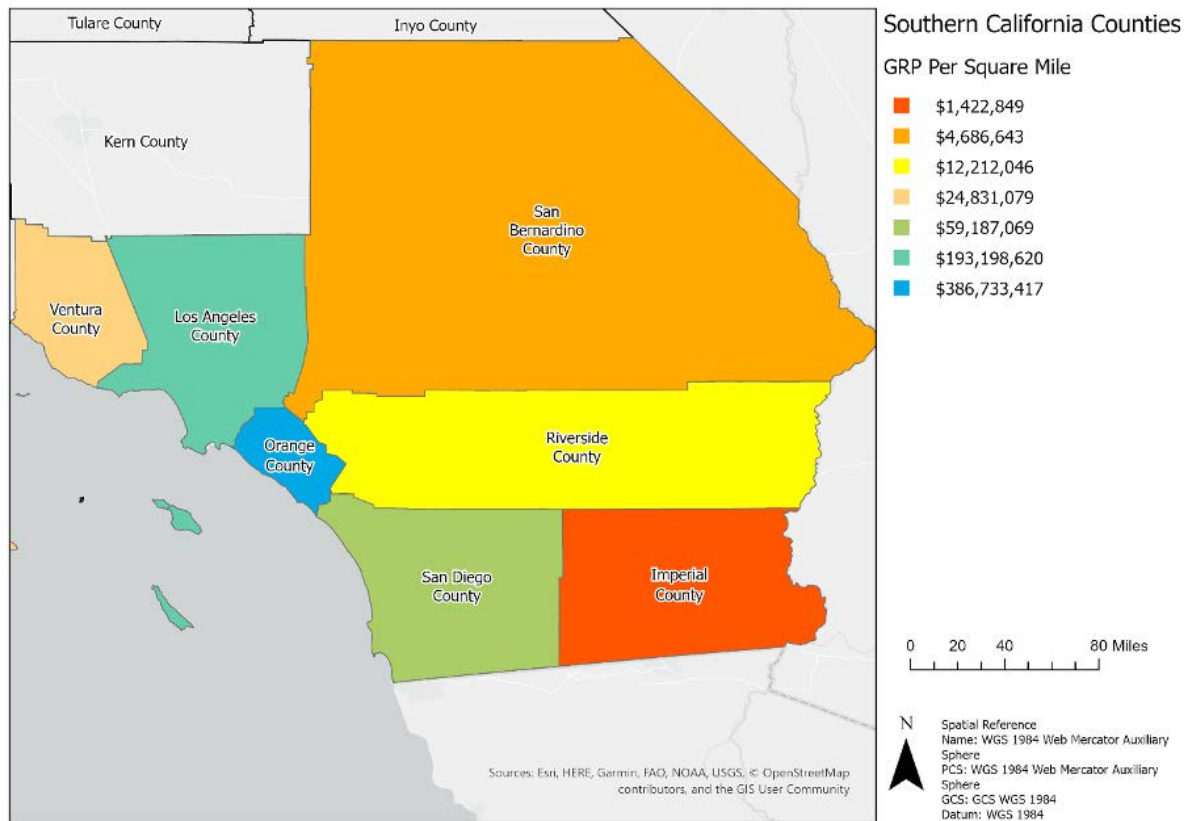 Tulare County
Inyo County
Southern California Counties
GRP Per Square Mile
$1,422,849
$4,686,643
$12,212,046
$24,831,079
$59,187,069
$193,198,620
$386,733,417
Kern County
San
Bernardino
County
Ventura
County
Los Angeles
County
Orange
County
Riverside
County
San Diego
County
Imperial
County
0 20 40 80 Miles
N
Spatial Reference
Name: WGS 1984 Web Mercator Auxiliary
Sphere
PCS: WGS 1984 Web Mercator Auxiliary
Sphere
GCS: GCS WGS 1984
Datum: WGS 1984
Sources: Esri, HERE, Garmin, FAO, NOAA, USGS, © OpenStreetMap
contributors, and the GIS User Community